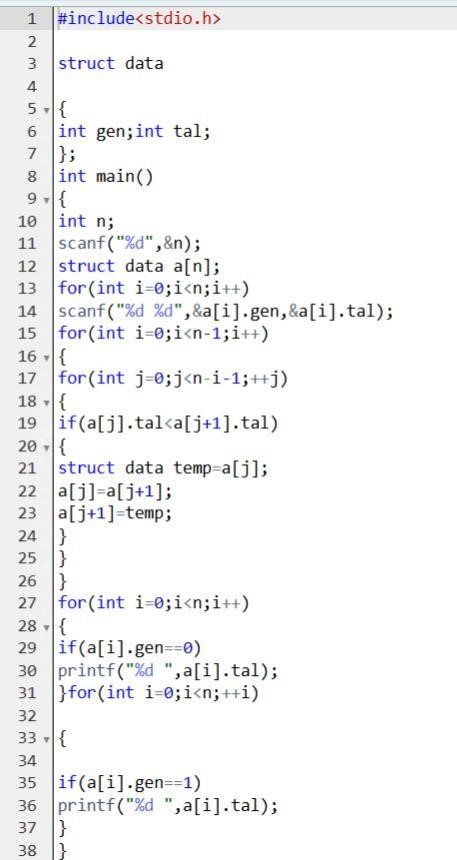 1 #include<stdio.h>
2
3 struct data
4
5 {
6 int gen;int tal;
7 };
8 int main()
9 {
10 int n;
11 scanf("%d",&n);
12 struct data a[n];
13 for(int i=0;i<n;i++)
14 scanf("%d %d",&a[i].gen,&a[i].tal);
15 for(int i=0;i<n-1;i++)
16 {
17 for(int j=0;j<n-i-1;++j)
18 {
19 if(a[j].tal<a[j+1].tal)
20 {
21 struct data temp=a[j];
22 a[j]=a[j+1];
23 a[j+1]=temp;
24 }
25 }
26 }
27 for(int i=0;i<n;i++)
28 {
29 if(a[i].gen==0)
30 printf("%d ",a[i].tal);
31 }for(int i=0;i<n;++i)
32
33 {
34
35 if(a[i].gen==1)
36 printf("%d ",a[i].tal);
37 }
38 }